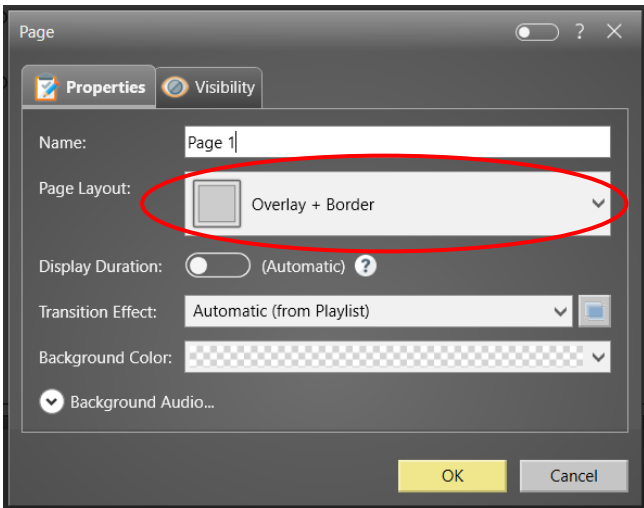 Page ?
Properties Visibility
Name: Page 1
Page Layout: Overlay + Border
Display Duration: (Automatic) ?
Transition Effect: Automatic (from Playlist)
Background Color:
Background Audio...
OK Cancel